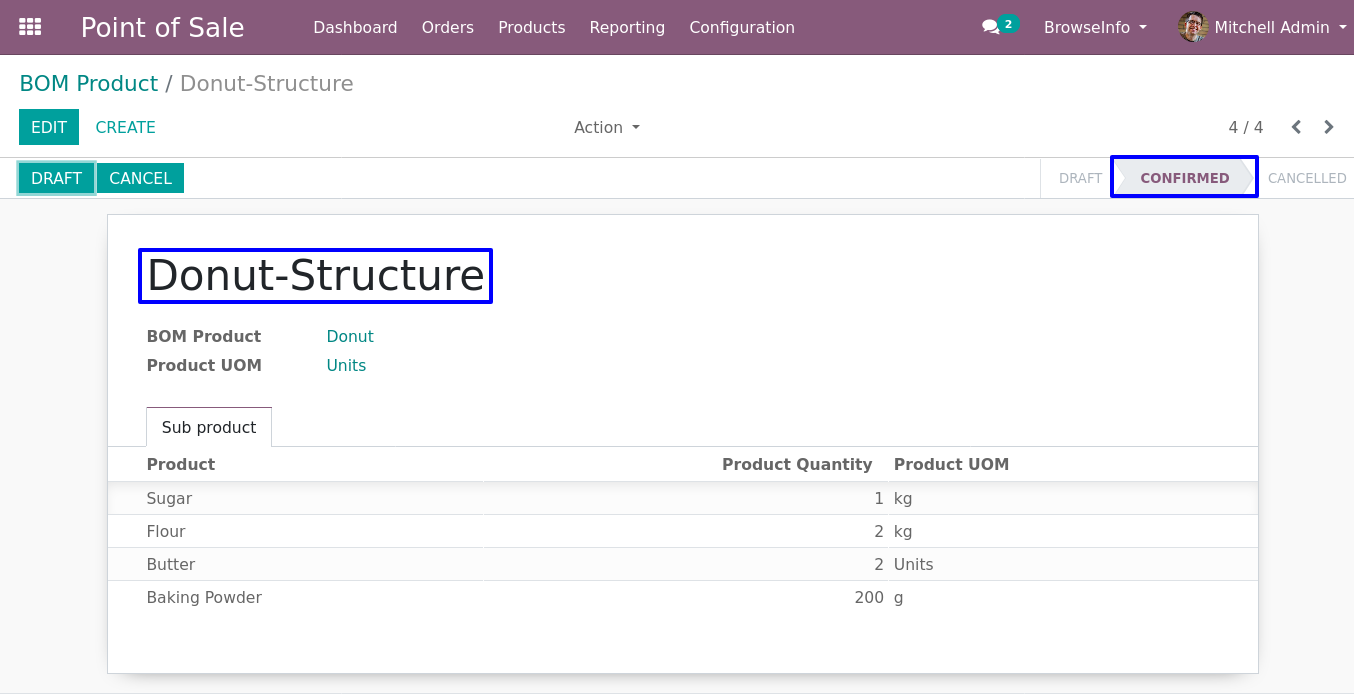 Point of Sale Dashboard Orders Products Reporting Configuration 2 BrowseInfo Mitchell Admin
BOM Product / Donut-Structure
EDIT CREATE Action 4 / 4
DRAFT CANCEL DRAFT CONFIRMED CANCELLED
Donut-Structure
BOM Product Donut
Product UOM Units
Sub product
Product Product Quantity Product UOM
Sugar 1 kg
Flour 2 kg
Butter 2 Units
Baking Powder 200 g